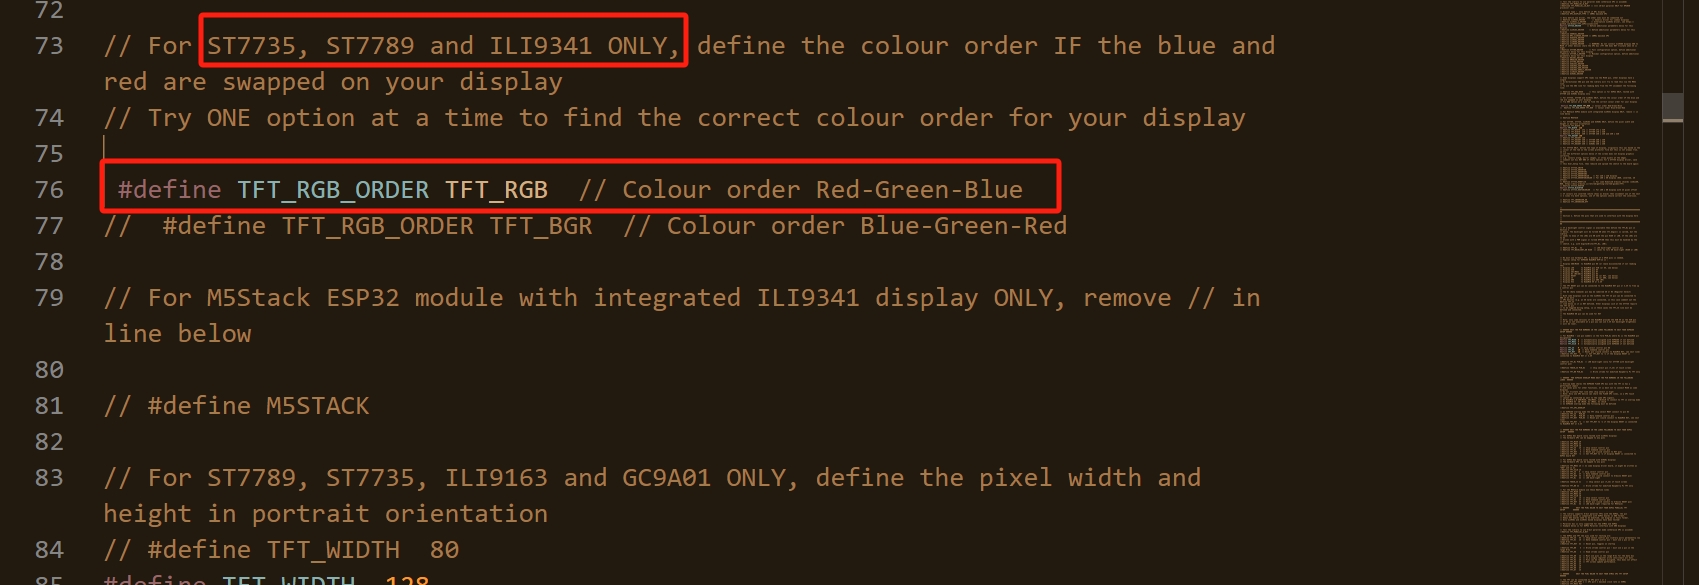 72
73 // For ST7735, ST7789 and ILI9341 ONLY, define the colour order IF the blue and
red are swapped on your display
74 // Try ONE option at a time to find the correct colour order for your display
75
76 #define TFT_RGB_ORDER TFT_RGB // Colour order Red-Green-Blue
77 // #define TFT_RGB_ORDER TFT_BGR // Colour order Blue-Green-Red
78
79 // For M5Stack ESP32 module with integrated ILI9341 display ONLY, remove // in
line below
80
81 // #define M5STACK
82
83 // For ST7789, ST7735, ILI9163 and GC9A01 ONLY, define the pixel width and
height in portrait orientation
84 // #define TFT_WIDTH 80
85 #define TFT_WIDTH 128